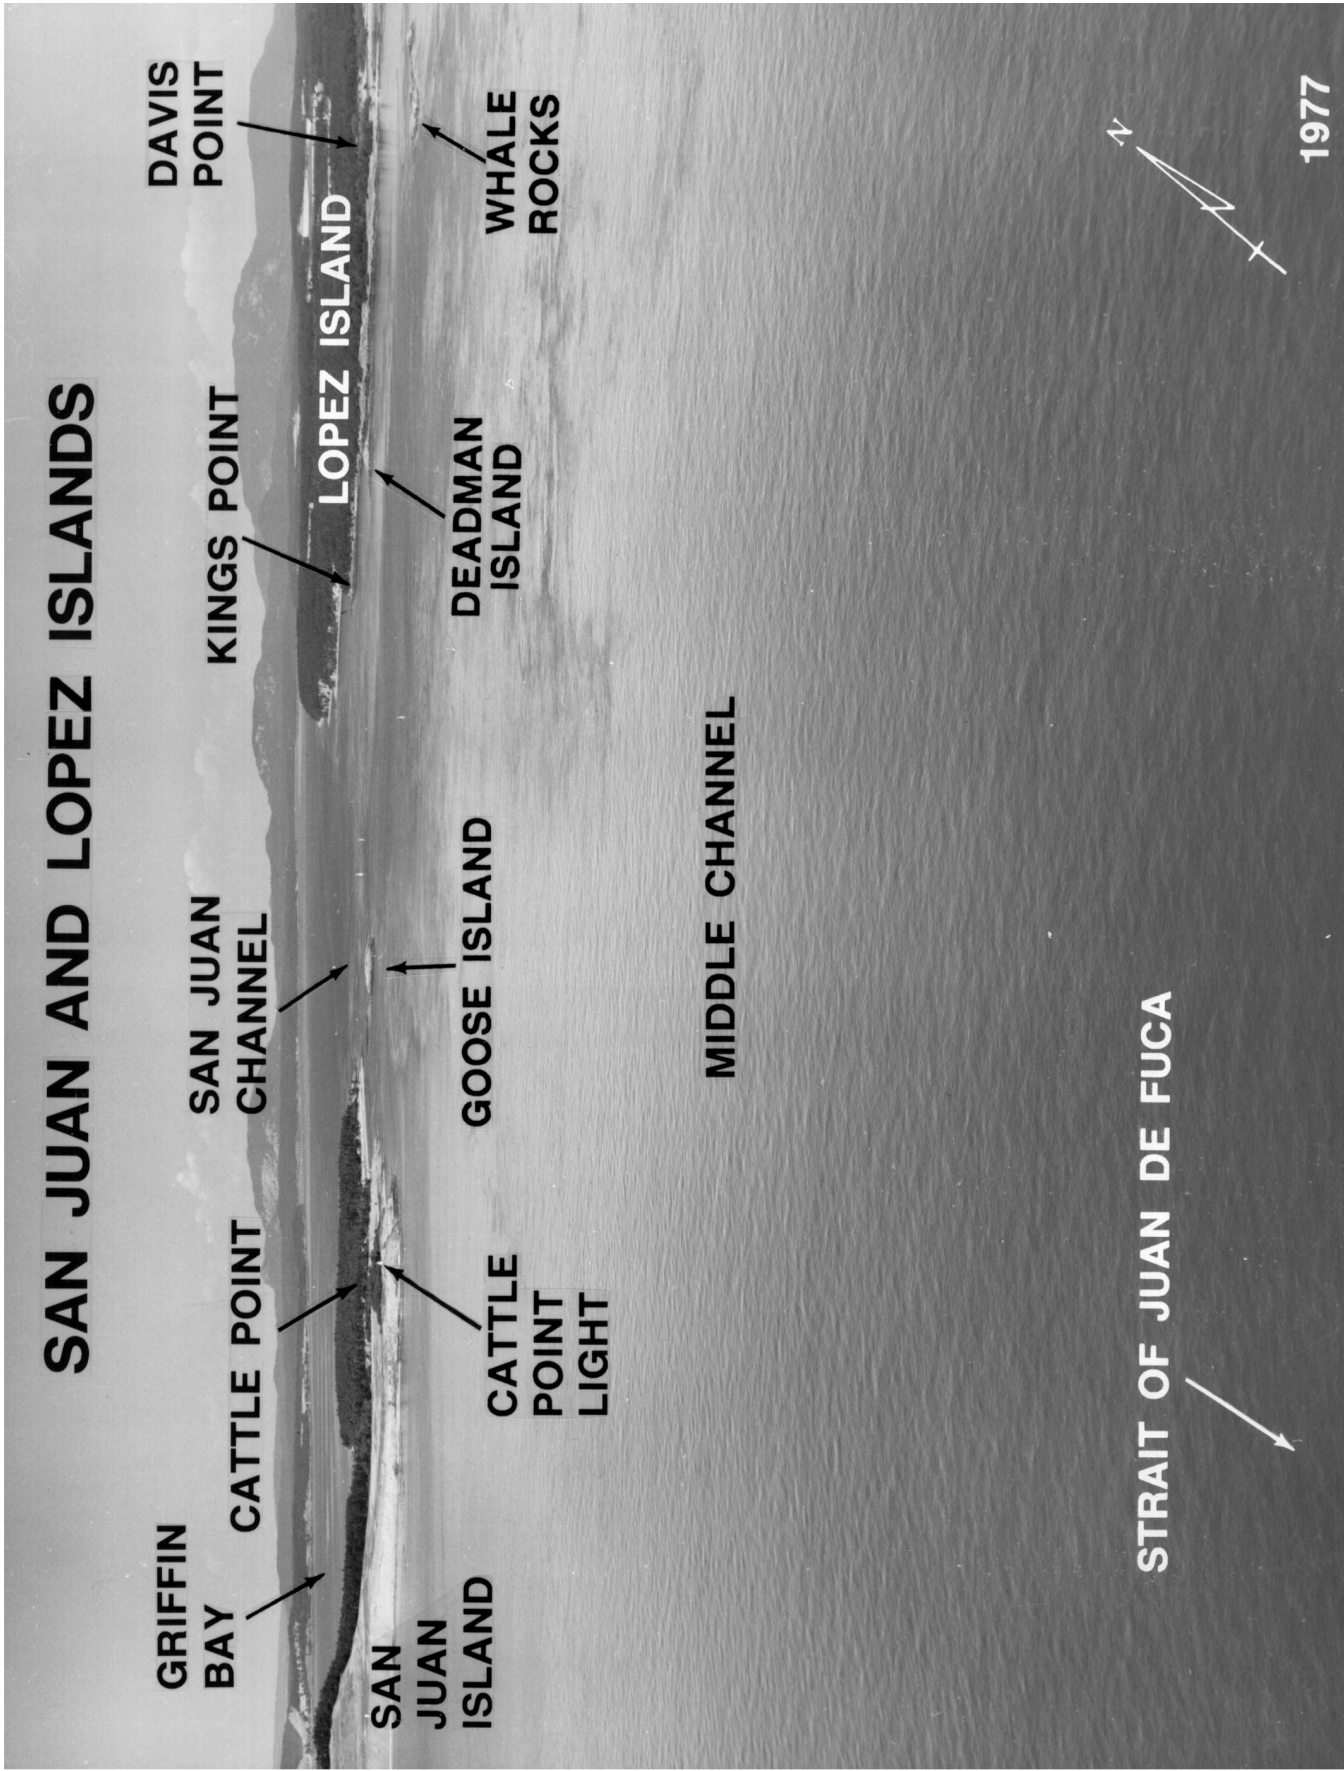 SAN JUAN AND LOPEZ ISLANDS
GRIFFIN
BAY
CATTLE POINT
SAN JUAN
CHANNEL
KINGS POINT
DAVIS
POINT
LOPEZ ISLAND
SAN
JUAN
ISLAND
CATTLE
POINT
LIGHT
GOOSE ISLAND
DEADMAN
ISLAND
WHALE
ROCKS
MIDDLE CHANNEL
STRAIT OF JUAN DE FUCA
N
1977